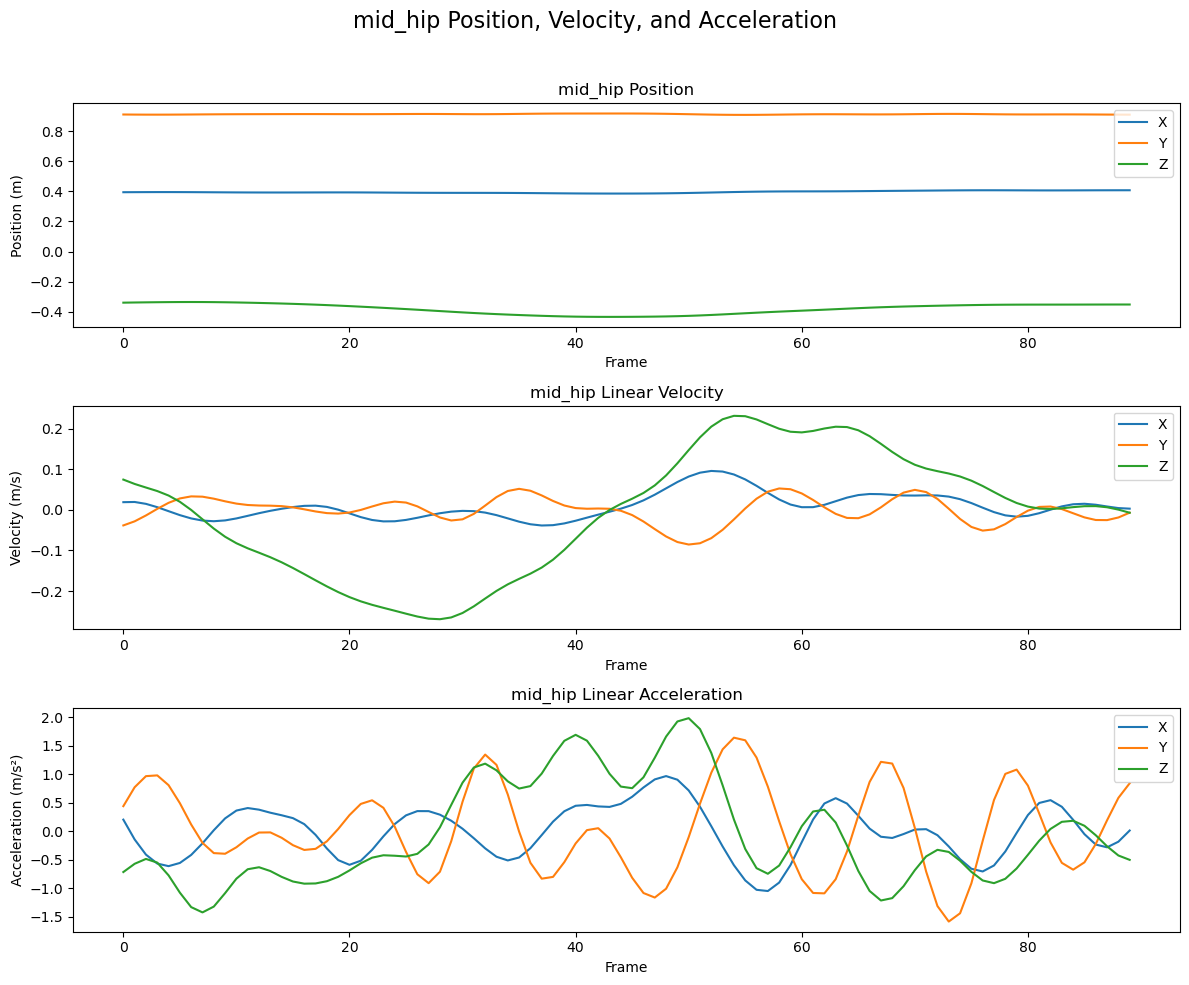 mid_hip Position, Velocity, and Acceleration
mid_hip Position
Position (m)
0.8
0.6
0.4
0.2
0.0
−0.2
−0.4
X
Y
Z
0 20 40 60 80
Frame
mid_hip Linear Velocity
Velocity (m/s)
0.2
0.1
0.0
−0.1
−0.2
X
Y
Z
0 20 40 60 80
Frame
mid_hip Linear Acceleration
Acceleration (m/s²)
2.0
1.5
1.0
0.5
0.0
−0.5
−1.0
−1.5
X
Y
Z
0 20 40 60 80
Frame